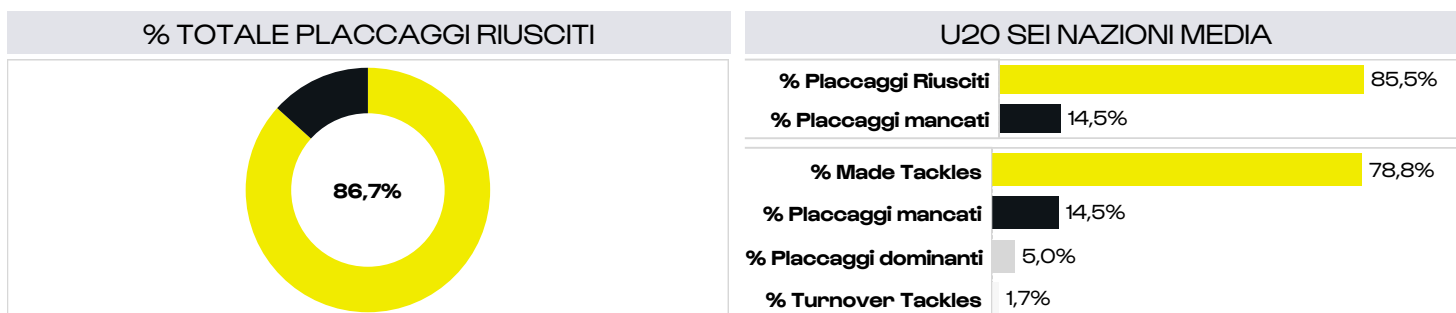 % TOTALE PLACCAGGI RIUSCITI
86,7%
U20 SEI NAZIONI MEDIA
% Placcaggi Riusciti 85,5%
% Placcaggi mancati 14,5%
% Made Tackles 78,8%
% Placcaggi mancati 14,5%
% Placcaggi dominanti 5,0%
% Turnover Tackles 1,7%